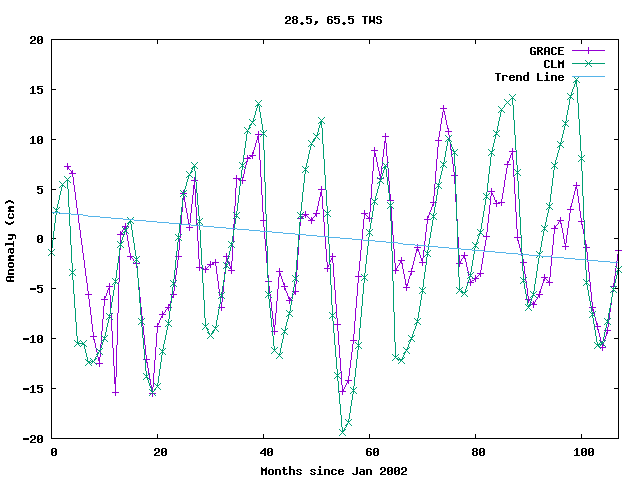 28.5, 65.5 TWS
GRACE
CLM
Trend Line
20
15
10
5
0
-5
-10
-15
-20
Anomaly (cm)
0 20 40 60 80 100
Months since Jan 2002